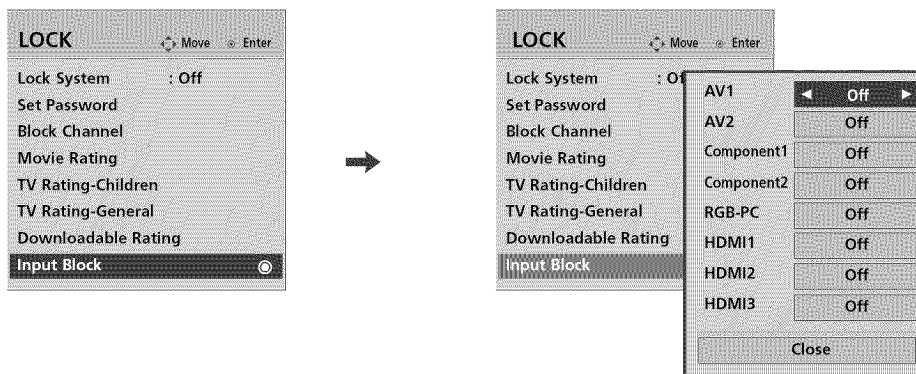 LOCK Move Enter
Lock System : Off
Set Password
Block Channel
Movie Rating
TV Rating-Children
TV Rating-General
Downloadable Rating
Input Block
LOCK Move Enter
Lock System
Set Password
Block Channel
Movie Rating
TV Rating-Children
TV Rating-General
Downloadable Rating
Input Block
AV1 Off
AV2 Off
Component1 Off
Component2 Off
RGB-PC Off
HDMI1 Off
HDMI2 Off
HDMI3 Off
Close